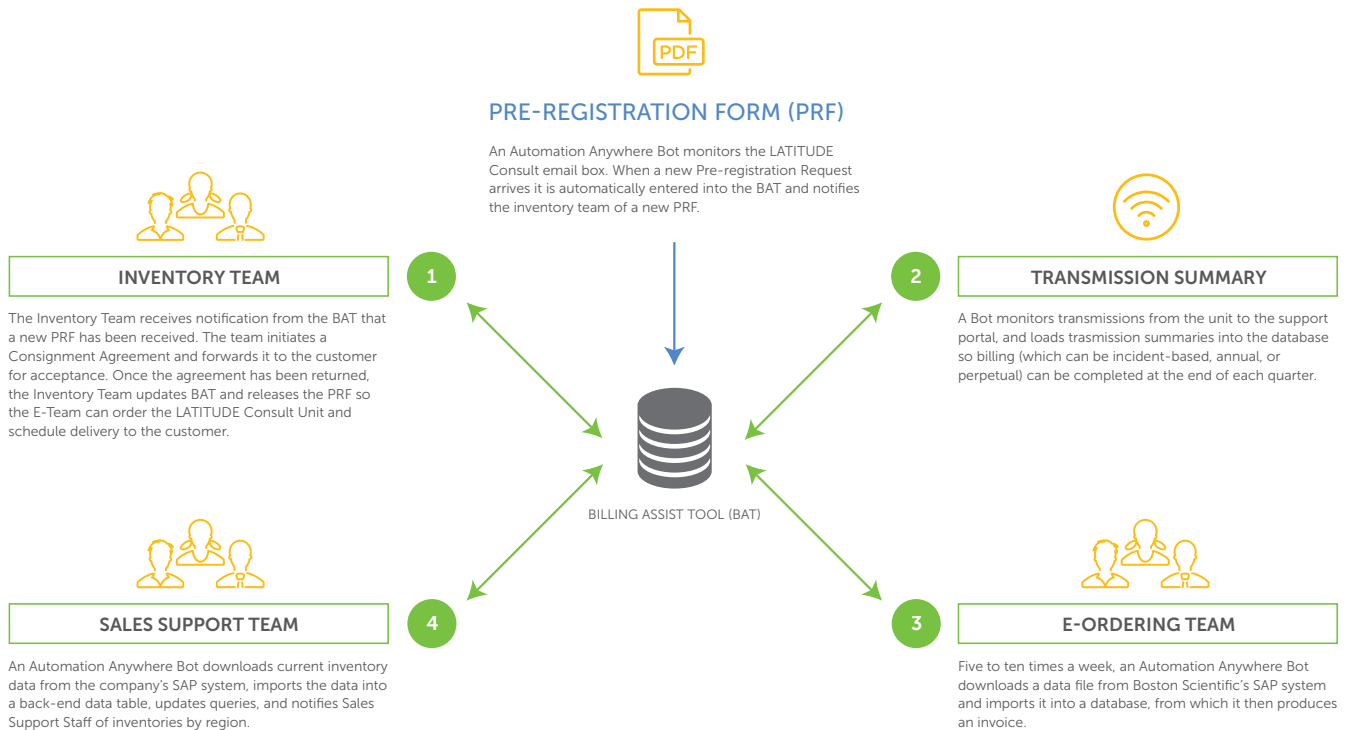 PDF
PRE-REGISTRATION FORM (PRF)
An Automation Anywhere Bot monitors the LATITUDE
Consult email box. When a new Pre-registration Request
arrives it is automatically entered into the BAT and notifies
the inventory team of a new PRF.
INVENTORY TEAM
1
The Inventory Team receives notification from the BAT that
a new PRF has been received. The team initiates a
Consignment Agreement and forwards it to the customer
for acceptance. Once the agreement has been returned,
the Inventory Team updates BAT and releases the PRF so
the E-Team can order the LATITUDE Consult Unit and
schedule delivery to the customer.
2
TRANSMISSION SUMMARY
A Bot monitors transmissions from the unit to the support
portal, and loads trasmission summaries into the database
so billing (which can be incident-based, annual, or
perpetual) can be completed at the end of each quarter.
BILLING ASSIST TOOL (BAT)
SALES SUPPORT TEAM
4
An Automation Anywhere Bot downloads current inventory
data from the company's SAP system, imports the data into
a back-end data table, updates queries, and notifies Sales
Support Staff of inventories by region.
3
E-ORDERING TEAM
Five to ten times a week, an Automation Anywhere Bot
downloads a data file from Boston Scientific's SAP system
and imports it into a database, from which it then produces
an invoice.